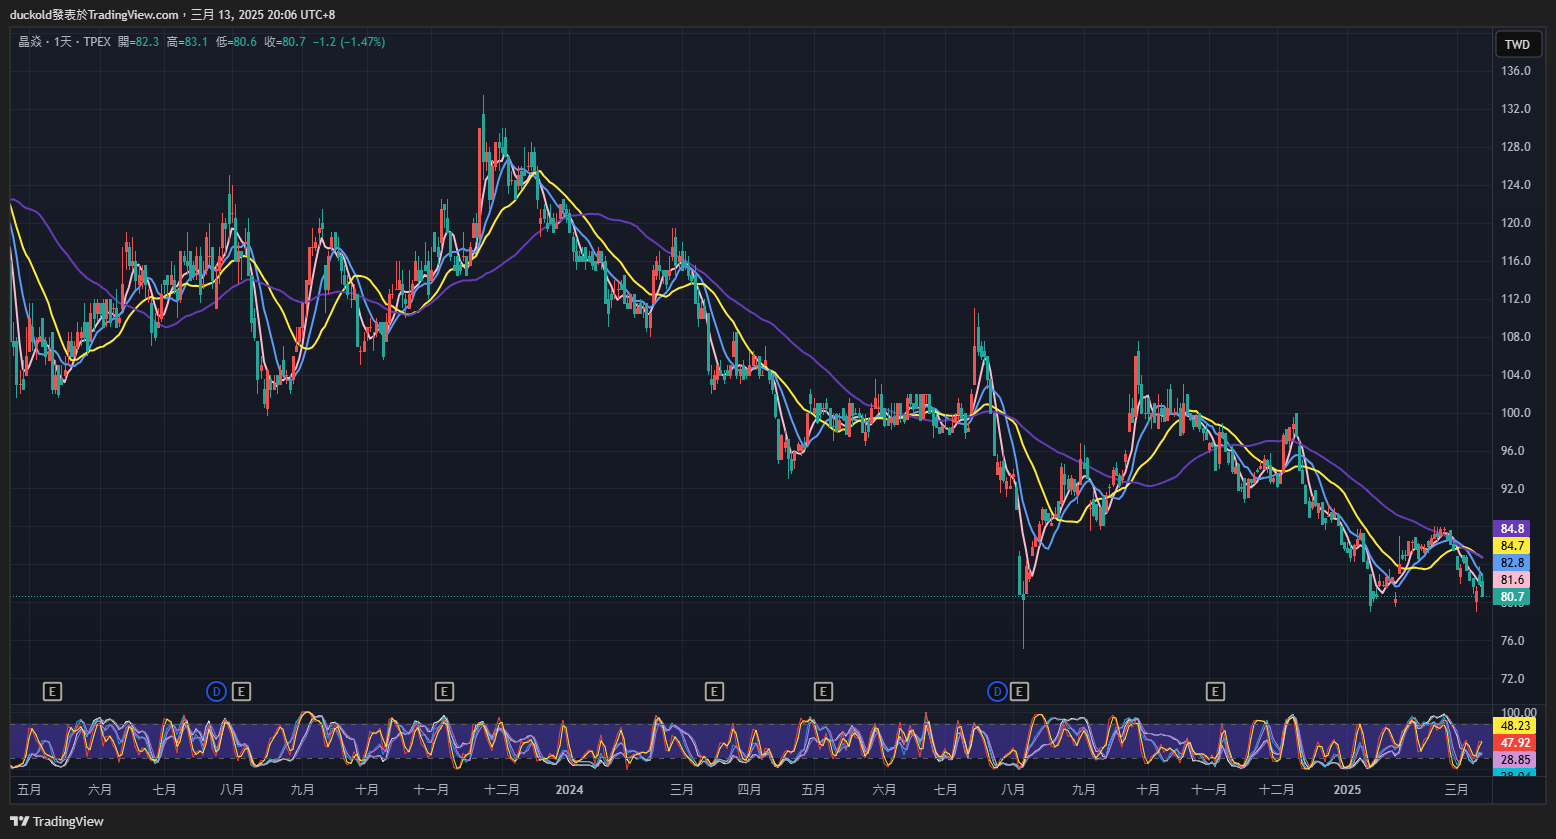 duckold發表於TradingView.com，三月 13, 2025 20:06 UTC+8
晶焱 · 1天 · TPEX 開=82.3 高=83.1 低=80.6 收=80.7 −1.2 (−1.47%)
TWD
136.0
132.0
128.0
124.0
120.0
116.0
112.0
108.0
104.0
100.0
96.0
92.0
84.8
84.7
82.8
81.6
80.7
76.0
72.0
E
D
E
E
E
E
D
E
E
100.00
48.23
47.92
28.85
五月 六月 七月 八月 九月 十月 十一月 十二月 2024 三月 四月 五月 六月 七月 八月 九月 十月 十一月 十二月 2025 三月
TradingView